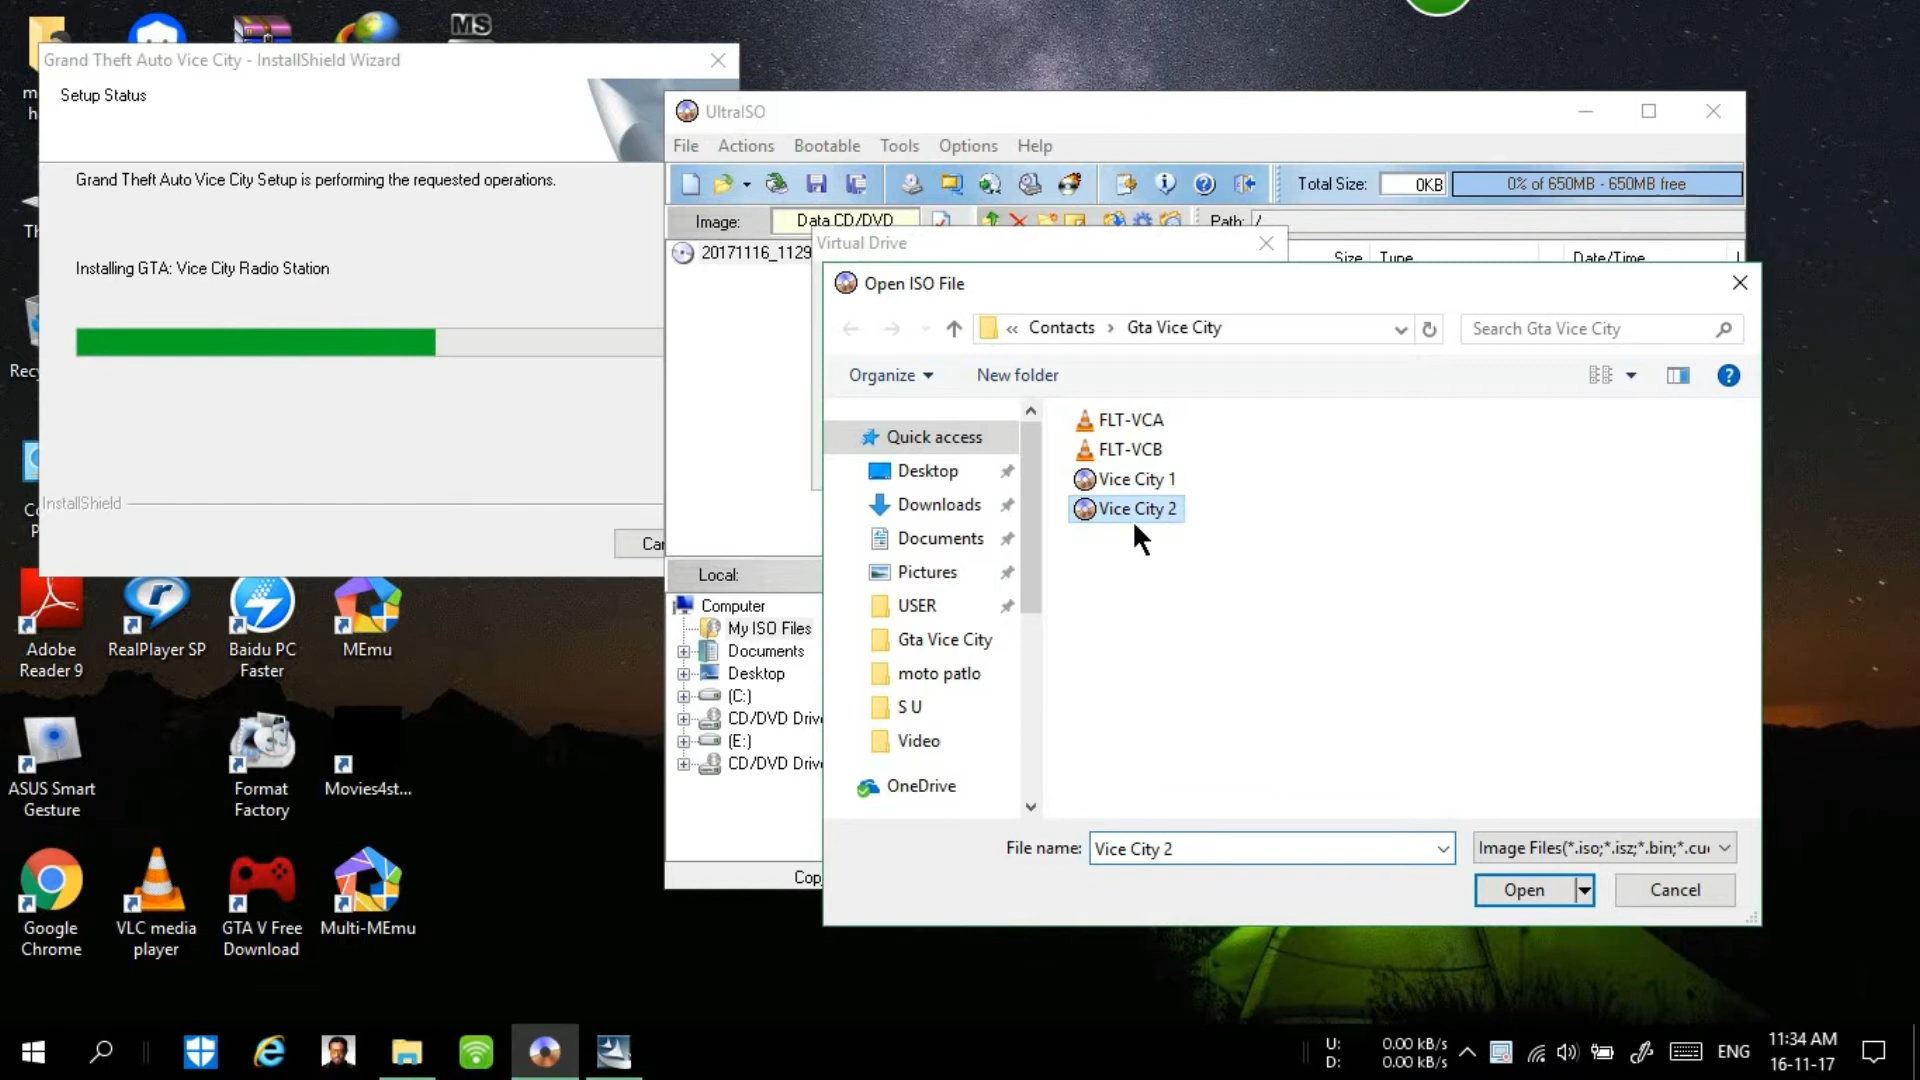 MS
Grand Theft Auto Vice City - InstallShield Wizard
Setup Status
Grand Theft Auto Vice City Setup is performing the requested operations.
Installing GTA: Vice City Radio Station
InstallShield
UltraISO
File Actions Bootable Tools Options Help
Total Size: 0KB 0% of 650MB - 650MB free
Image: Data CD/DVD Path: /
20171116_1129
Size Type Date/Time
Local:
Computer
My ISO Files
Documents
Desktop
(C:)
CD/DVD Driv
(E:)
CD/DVD Driv
Virtual Drive
Open ISO File
« Contacts › Gta Vice City
Search Gta Vice City
Organize New folder
Quick access
Desktop
Downloads
Documents
Pictures
USER
Gta Vice City
moto patlo
S U
Video
OneDrive
FLT-VCA
FLT-VCB
Vice City 1
Vice City 2
File name: Vice City 2
Image Files(*.iso;*.isz;*.bin;*.cu
Open Cancel
Adobe
Reader 9
RealPlayer SP
Baidu PC
Faster
MEmu
ASUS Smart
Gesture
Format
Factory
Movies4st...
Google
Chrome
VLC media
player
GTA V Free
Download
Multi-MEmu
U: 0.00 kB/s
D: 0.00 kB/s
ENG
11:34 AM
16-11-17